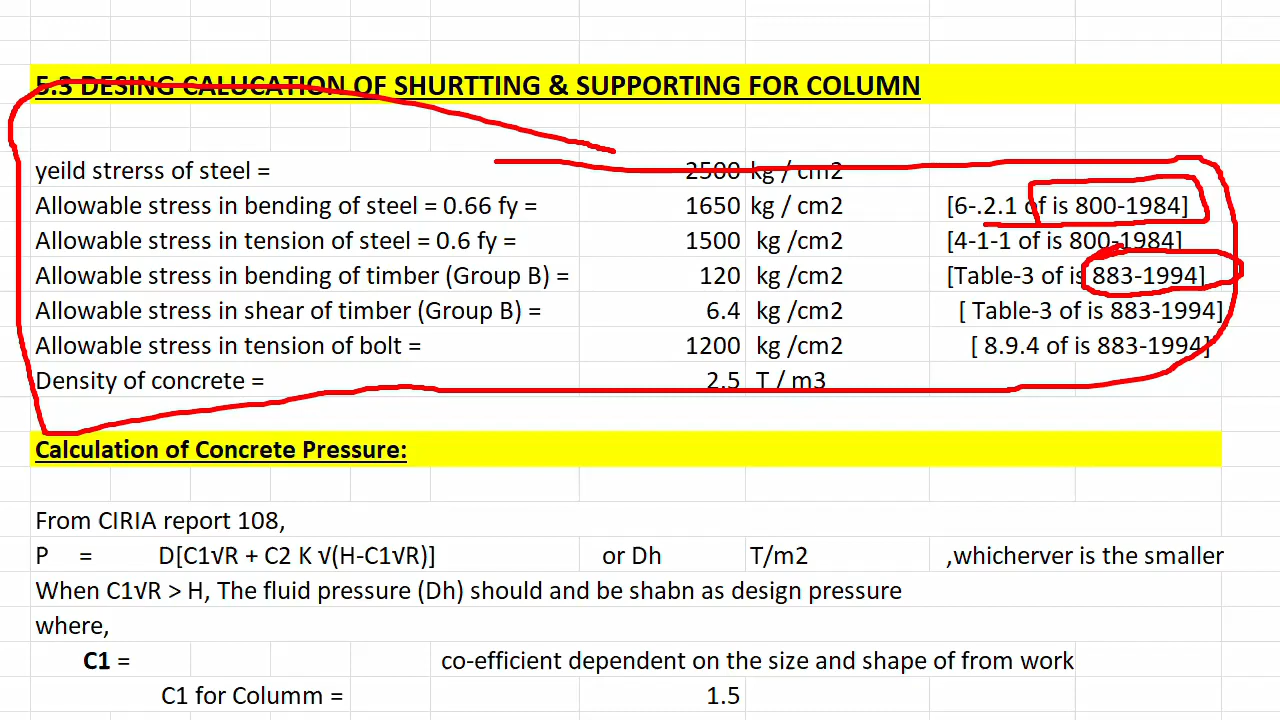 5.3 DESING CALUCATION OF SHURTTING & SUPPORTING FOR COLUMN
yeild strerss of steel = 2500 kg / cm2
Allowable stress in bending of steel = 0.66 fy = 1650 kg / cm2 [6-.2.1 of is 800-1984]
Allowable stress in tension of steel = 0.6 fy = 1500 kg /cm2 [4-1-1 of is 800-1984]
Allowable stress in bending of timber (Group B) = 120 kg /cm2 [Table-3 of is 883-1994]
Allowable stress in shear of timber (Group B) = 6.4 kg /cm2 [ Table-3 of is 883-1994]
Allowable stress in tension of bolt = 1200 kg /cm2 [ 8.9.4 of is 883-1994]
Density of concrete = 2.5 T / m3
Calculation of Concrete Pressure:
From CIRIA report 108,
P = D[C1√R + C2 K √(H-C1√R)] or Dh T/m2 ,whicherver is the smaller
When C1√R > H, The fluid pressure (Dh) should and be shabn as design pressure
where,
C1 = co-efficient dependent on the size and shape of from work
C1 for Columm = 1.5